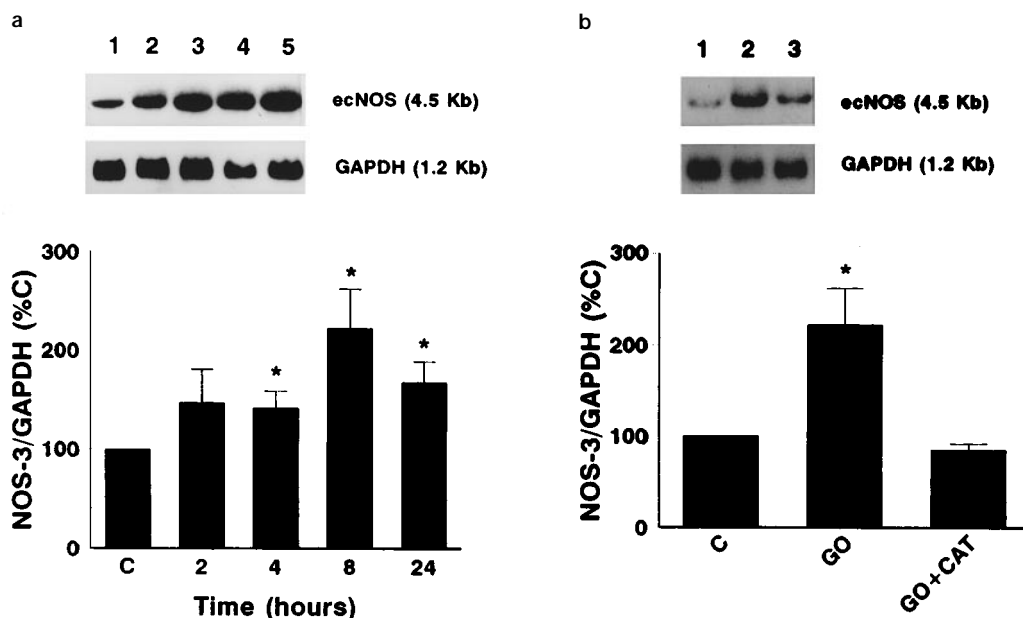 a
1 2 3 4 5
ecNOS (4.5 Kb)
GAPDH (1.2 Kb)
NOS-3/GAPDH (%C)
300
200
100
0
*
*
*
C 2 4 8 24
Time (hours)
b
1 2 3
ecNOS (4.5 Kb)
GAPDH (1.2 Kb)
NOS-3/GAPDH (%C)
300
200
100
0
*
C GO GO+CAT